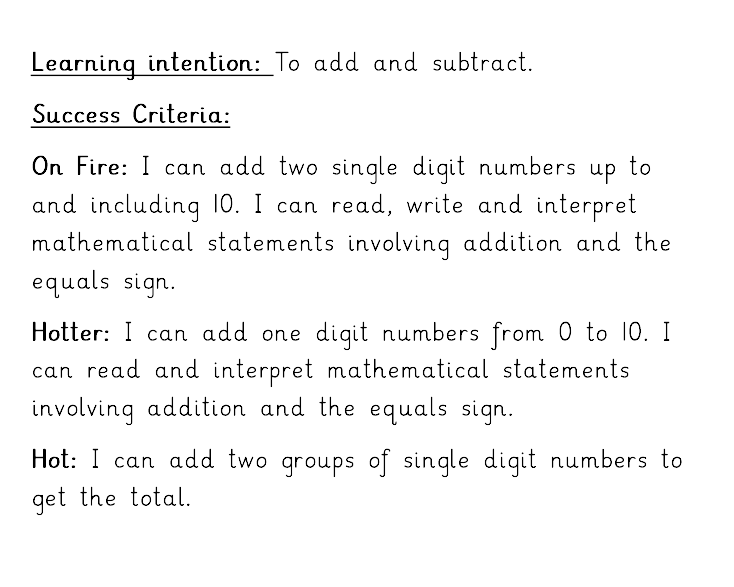 Learning intention: To add and subtract.
Success Criteria:
On Fire: I can add two single digit numbers up to
and including 10. I can read, write and interpret
mathematical statements involving addition and the
equals sign.
Hotter: I can add one digit numbers from 0 to 10. I
can read and interpret mathematical statements
involving addition and the equals sign.
Hot: I can add two groups of single digit numbers to
get the total.